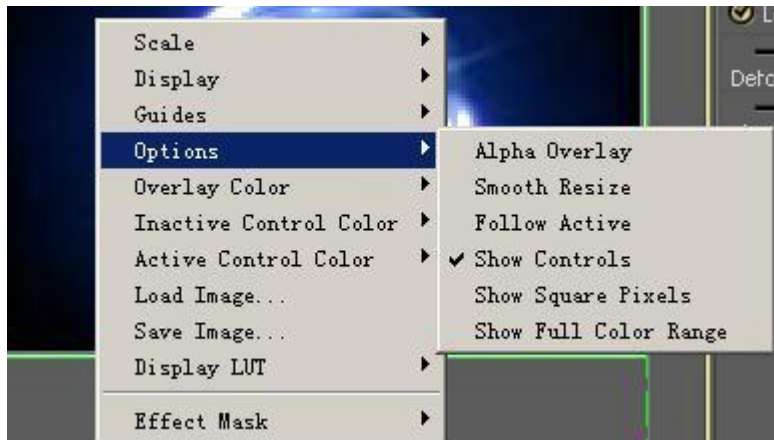 Scale
Display
Guides
Options
Overlay Color
Inactive Control Color
Active Control Color
Load Image...
Save Image...
Display LUT
Effect Mask
Alpha Overlay
Smooth Resize
Follow Active
Show Controls
Show Square Pixels
Show Full Color Range